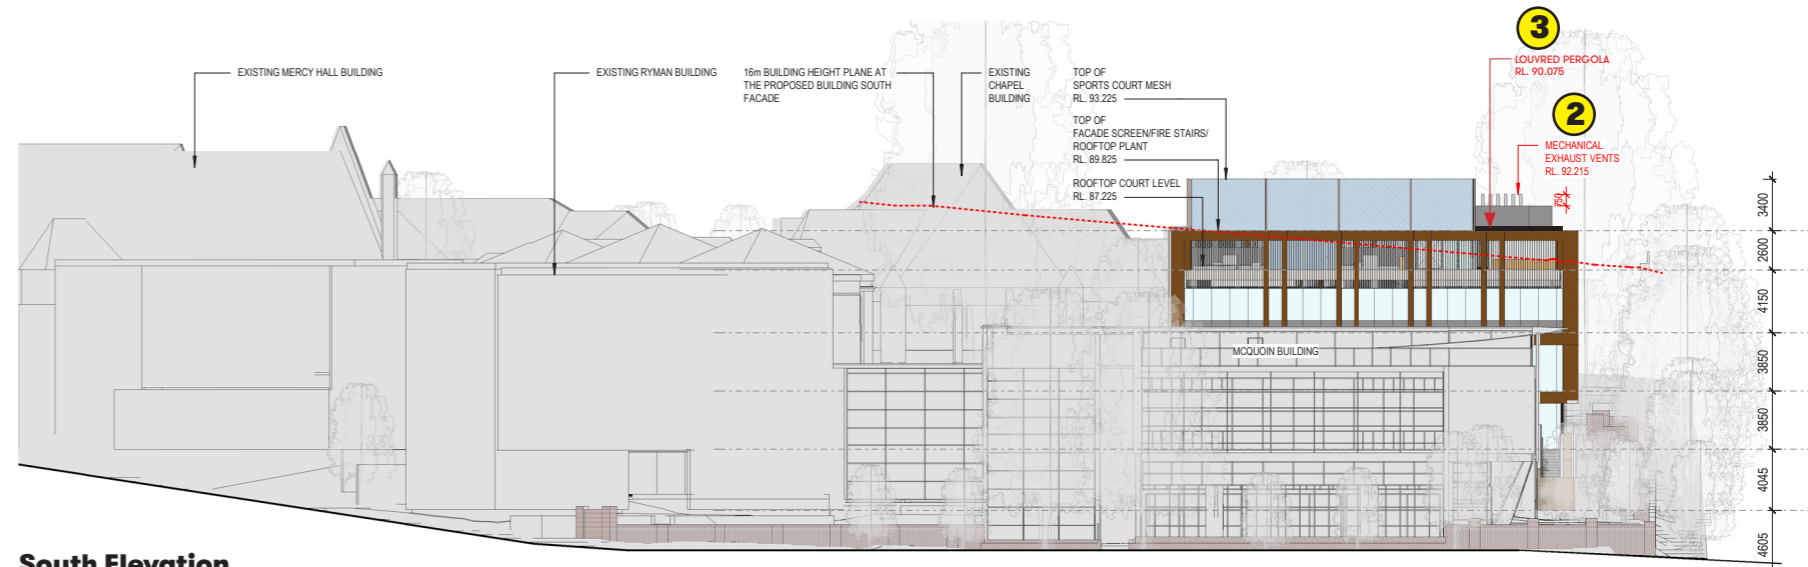 3
LOUVRED PERGOLA
RL. 90.075
EXISTING MERCY HALL BUILDING
EXISTING RYMAN BUILDING
16m BUILDING HEIGHT PLANE AT
THE PROPOSED BUILDING SOUTH
FACADE
EXISTING
CHAPEL
BUILDING
TOP OF
SPORTS COURT MESH
RL. 93.225
TOP OF
FACADE SCREEN/FIRE STAIRS/
ROOFTOP PLANT
RL. 89.825
ROOFTOP COURT LEVEL
RL. 87.225
2
MECHANICAL
EXHAUST VENTS
RL. 92.215
750
3400
2600
4150
3850
3850
4045
4605
MCQUOIN BUILDING
South Elevation